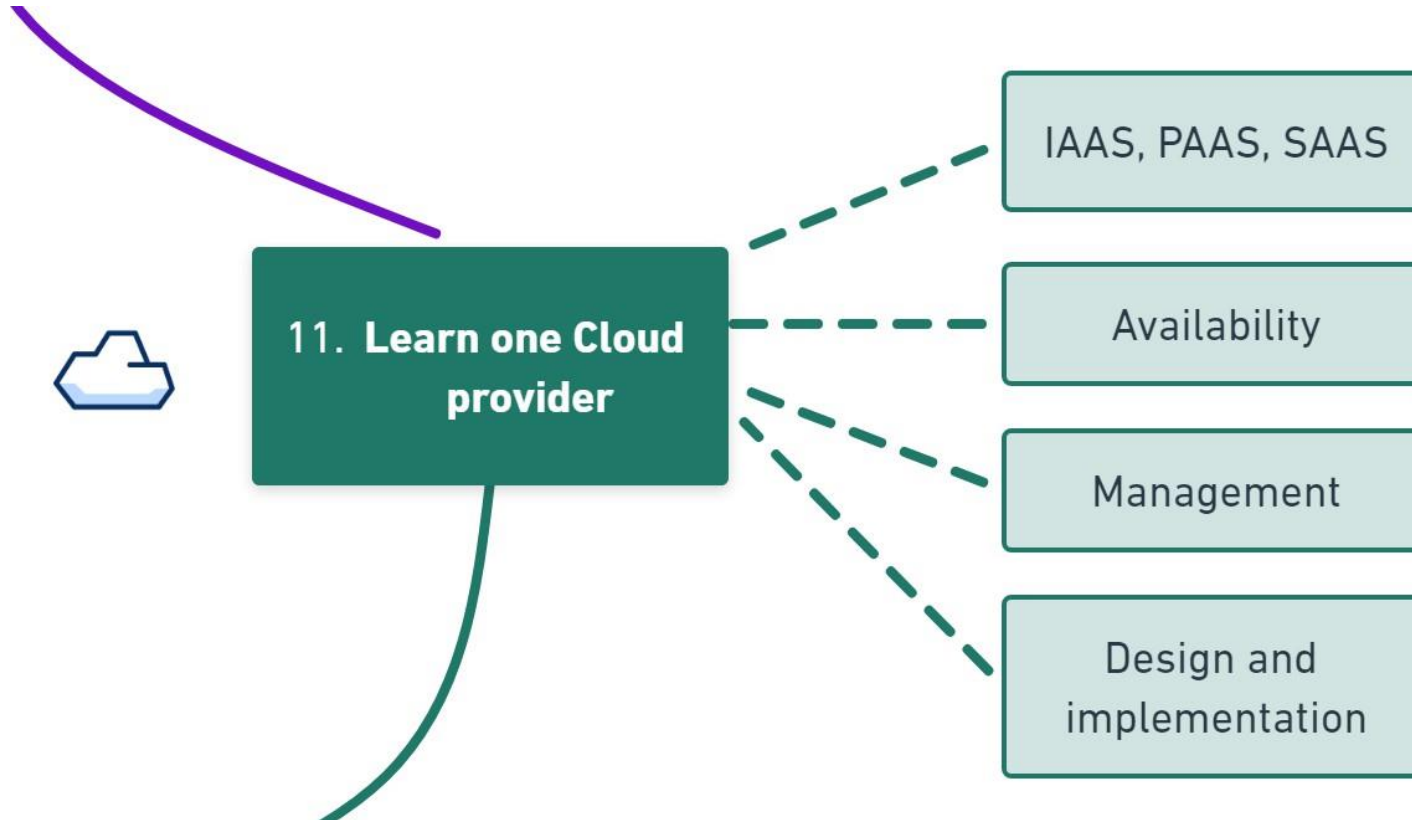 11. Learn one Cloud
provider
IAAS, PAAS, SAAS
Availability
Management
Design and
implementation